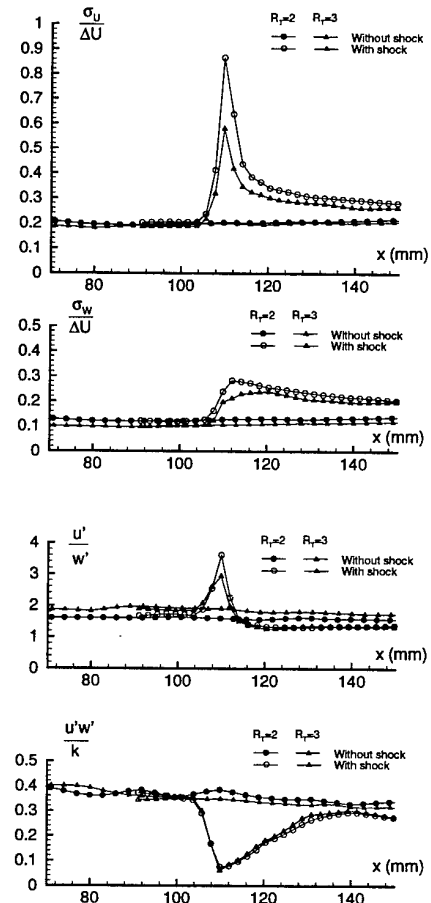 σU
ΔU
R_T=2 R_T=3
Without shock
With shock
1
0.9
0.8
0.7
0.6
0.5
0.4
0.3
0.2
0.1
0
x (mm)
80 100 120 140
σW
ΔU
R_T=2 R_T=3
Without shock
With shock
0.5
0.4
0.3
0.2
0.1
0
x (mm)
80 100 120 140
u'
w'
R_T=2 R_T=3
Without shock
With shock
4
3
2
1
0
x (mm)
80 100 120 140
u'w'
k
R_T=2 R_T=3
Without shock
With shock
0.5
0.4
0.3
0.2
0.1
0
x (mm)
80 100 120 140